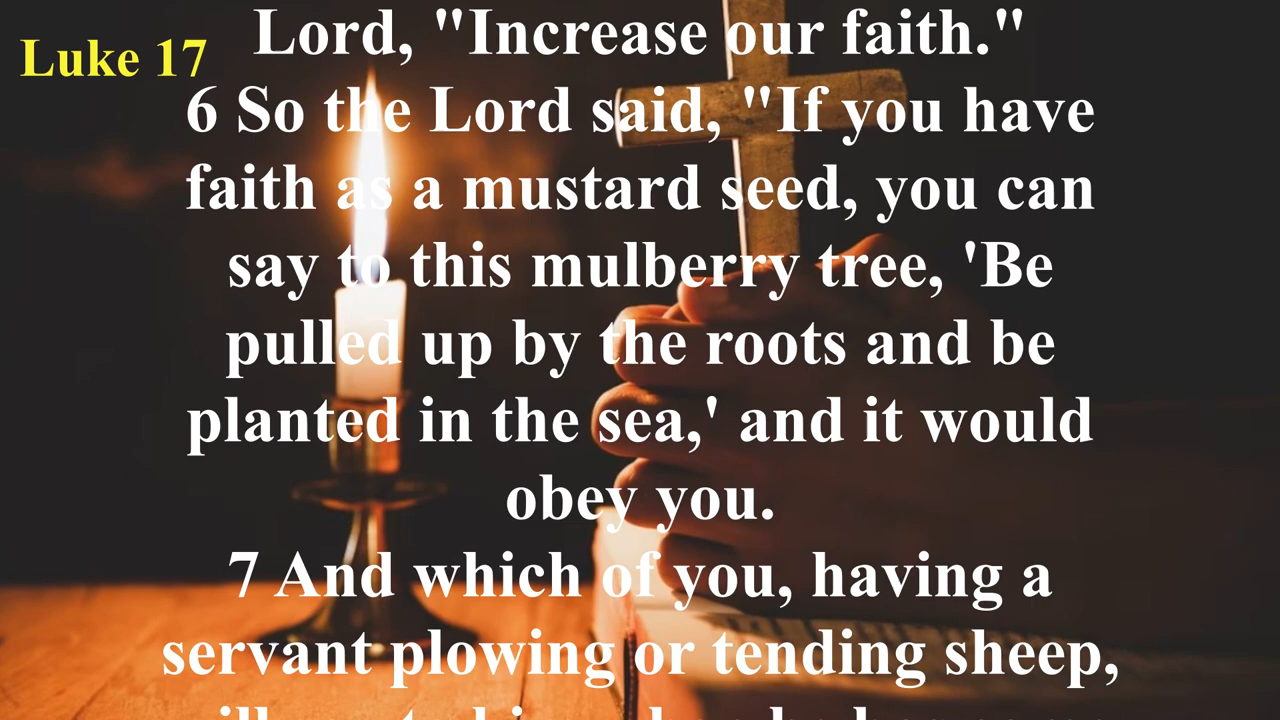 Luke 17
Lord, "Increase our faith."
6 So the Lord said, "If you have
faith as a mustard seed, you can
say to this mulberry tree, 'Be
pulled up by the roots and be
planted in the sea,' and it would
obey you.
7 And which of you, having a
servant plowing or tending sheep,